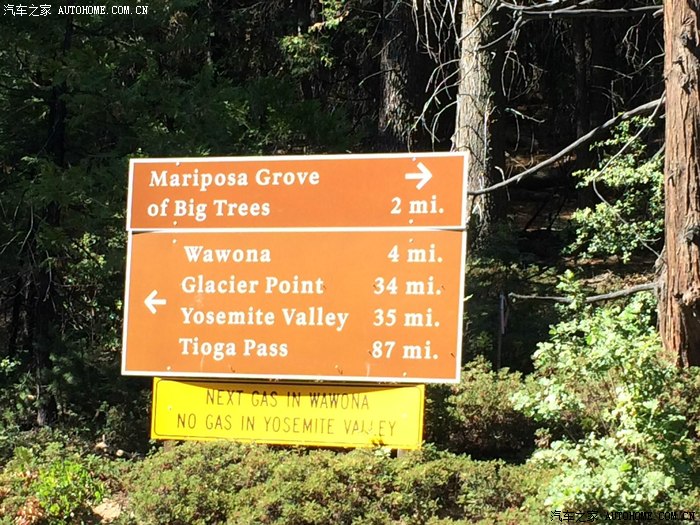 汽车之家 AUTOHOME.COM.CN
Mariposa Grove
of Big Trees 2 mi.
Wawona 4 mi.
Glacier Point 34 mi.
Yosemite Valley 35 mi.
Tioga Pass 87 mi.
NEXT GAS IN WAWONA
NO GAS IN YOSEMITE VALLEY
汽车之家 AUTOHOME.COM.CN